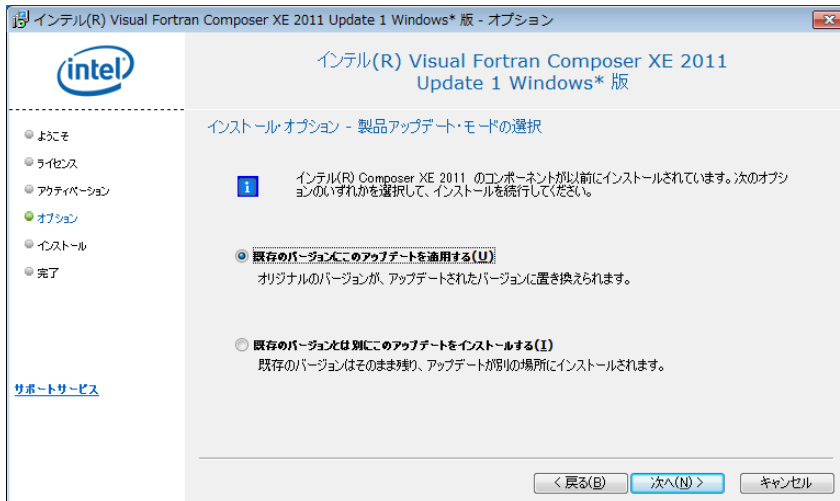 インテル(R) Visual Fortran Composer XE 2011 Update 1 Windows* 版 - オプション
intel
インテル(R) Visual Fortran Composer XE 2011
Update 1 Windows* 版
ようこそ
ライセンス
アクティベーション
オプション
インストール
完了
サポートサービス
インストール・オプション - 製品アップデート・モードの選択
インテル(R) Composer XE 2011 のコンポーネントが以前にインストールされています。次のオプシ
ョンのいずれかを選択して、インストールを続行してください。
既存のバージョンにこのアップデートを適用する(U)
オリジナルのバージョンが、アップデートされたバージョンに置き換えられます。
既存のバージョンとは別にこのアップデートをインストールする(I)
既存のバージョンはそのまま残り、アップデートが別の場所にインストールされます。
< 戻る(B)
次へ(N) >
キャンセル